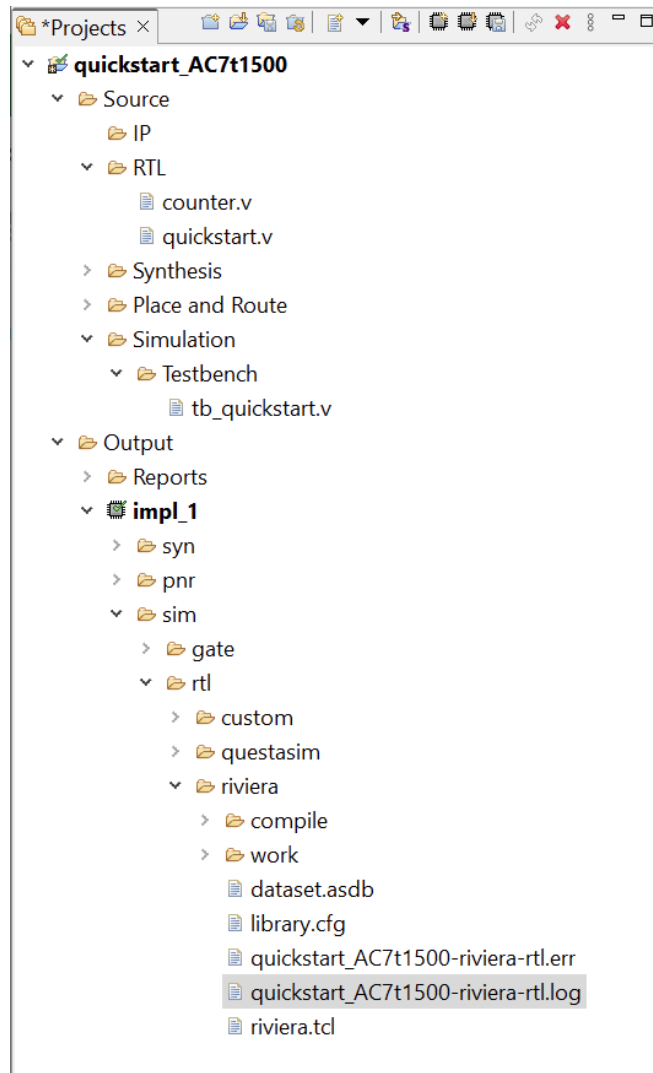 *Projects
quickstart_AC7t1500
Source
IP
RTL
counter.v
quickstart.v
Synthesis
Place and Route
Simulation
Testbench
tb_quickstart.v
Output
Reports
impl_1
syn
pnr
sim
gate
rtl
custom
questasim
riviera
compile
work
dataset.asdb
library.cfg
quickstart_AC7t1500-riviera-rtl.err
quickstart_AC7t1500-riviera-rtl.log
riviera.tcl